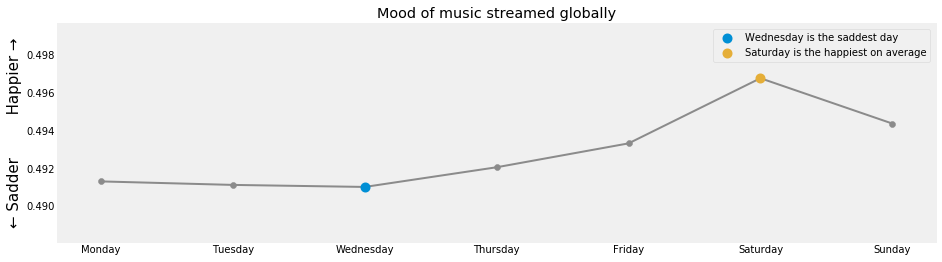 Mood of music streamed globally
Wednesday is the saddest day
Saturday is the happiest on average
Happier →
← Sadder
0.498
0.496
0.494
0.492
0.490
Monday Tuesday Wednesday Thursday Friday Saturday Sunday